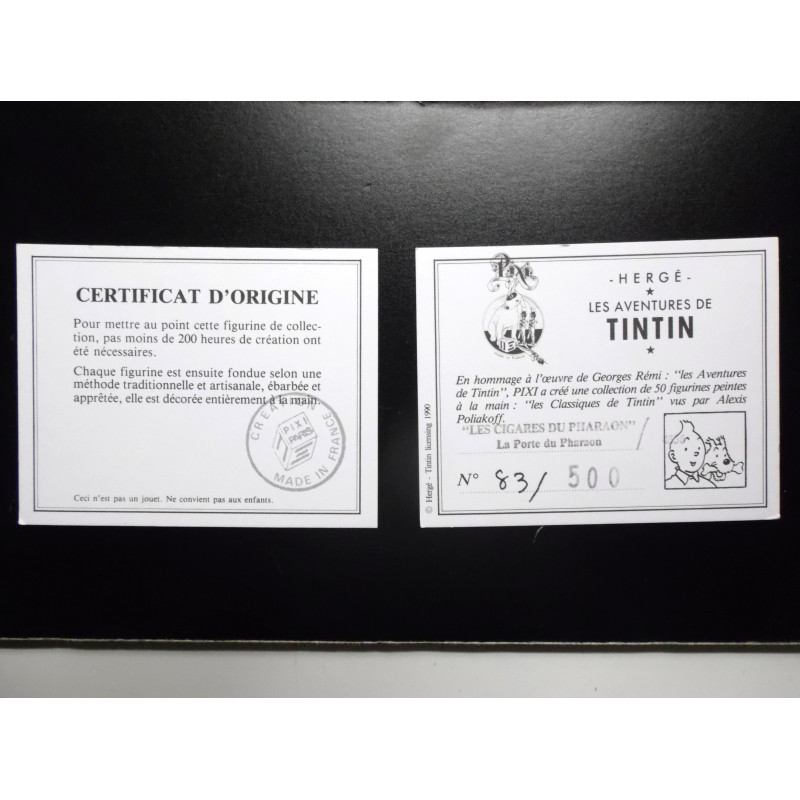 CERTIFICAT D'ORIGINE
Pour mettre au point cette figurine de collec-
tion, pas moins de 200 heures de création ont
été nécessaires.
Chaque figurine est ensuite fondue selon une
méthode traditionnelle et artisanale, ébarbée et
apprêtée, elle est décorée entièrement à la main.
CREATION
PIXI
PARIS
MADE IN FRANCE
Ceci n'est pas un jouet. Ne convient pas aux enfants.
PIXI
- HERGÉ -
LES AVENTURES DE
TINTIN
En hommage à l'œuvre de Georges Rémi : "les Aventures
de Tintin", PIXI a créé une collection de 50 figurines peintes
à la main : "les Classiques de Tintin" vus par Alexis
Poliakoff.
"LES CIGARES DU PHARAON" /
La Porte du Pharaon
N° 83 / 500
© Hergé - Tintin licensing 1990